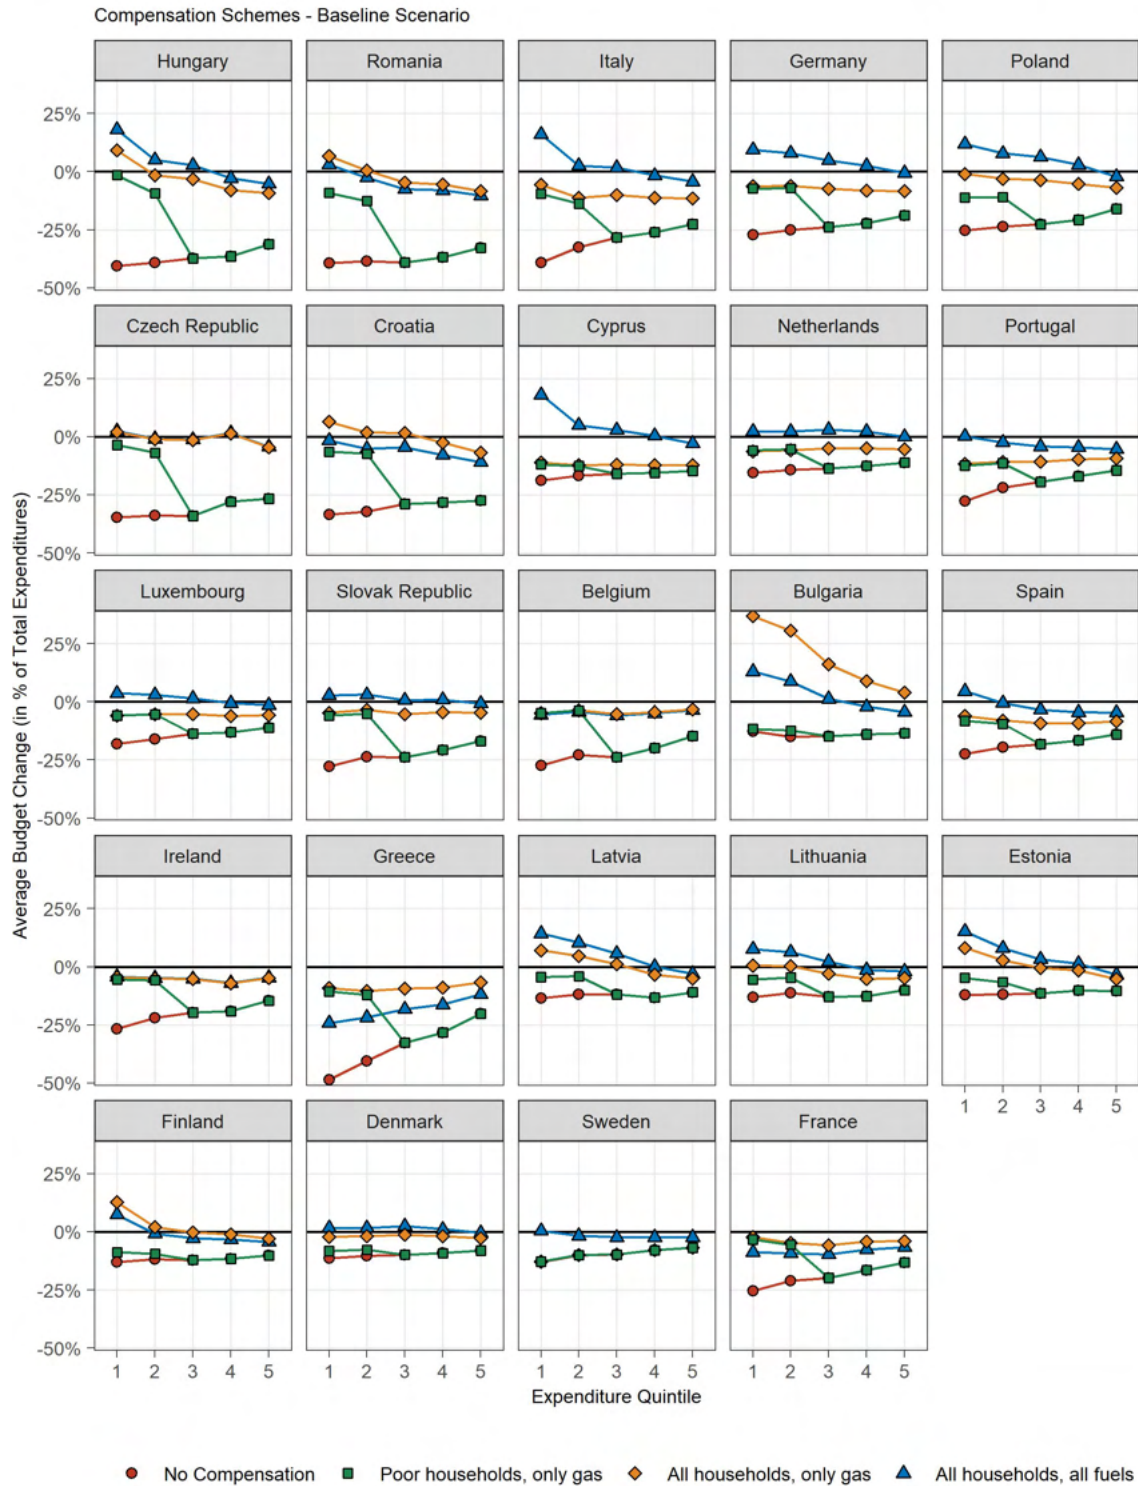 Compensation Schemes - Baseline Scenario
Hungary Romania Italy Germany Poland
25%
0%
-25%
-50%
Czech Republic Croatia Cyprus Netherlands Portugal
25%
0%
-25%
-50%
Luxembourg Slovak Republic Belgium Bulgaria Spain
25%
0%
-25%
-50%
Ireland Greece Latvia Lithuania Estonia
25%
0%
-25%
-50%
1 2 3 4 5
Finland Denmark Sweden France
25%
0%
-25%
-50%
1 2 3 4 5 1 2 3 4 5 1 2 3 4 5 1 2 3 4 5
Average Budget Change (in % of Total Expenditures)
Expenditure Quintile
No Compensation Poor households, only gas All households, only gas All households, all fuels